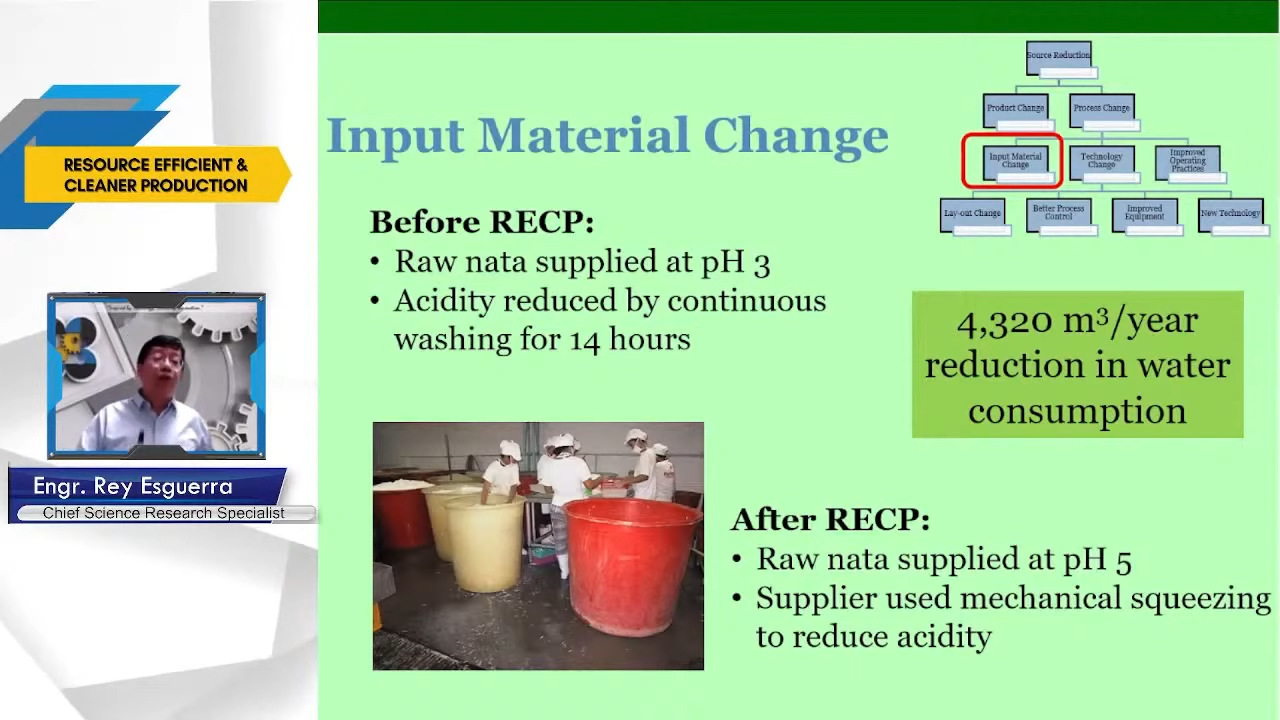 RESOURCE EFFICIENT &
CLEANER PRODUCTION
Engr. Rey Esguerra
Chief Science Research Specialist
Input Material Change
Before RECP:
• Raw nata supplied at pH 3
• Acidity reduced by continuous
washing for 14 hours
Source Reduction
Product Change
Process Change
Input Material
Change
Technology
Change
Improved
Operating
Practices
Lay-out Change
Better Process
Control
Improved
Equipment
New Technology
4,320 m³/year
reduction in water
consumption
After RECP:
• Raw nata supplied at pH 5
• Supplier used mechanical squeezing
to reduce acidity